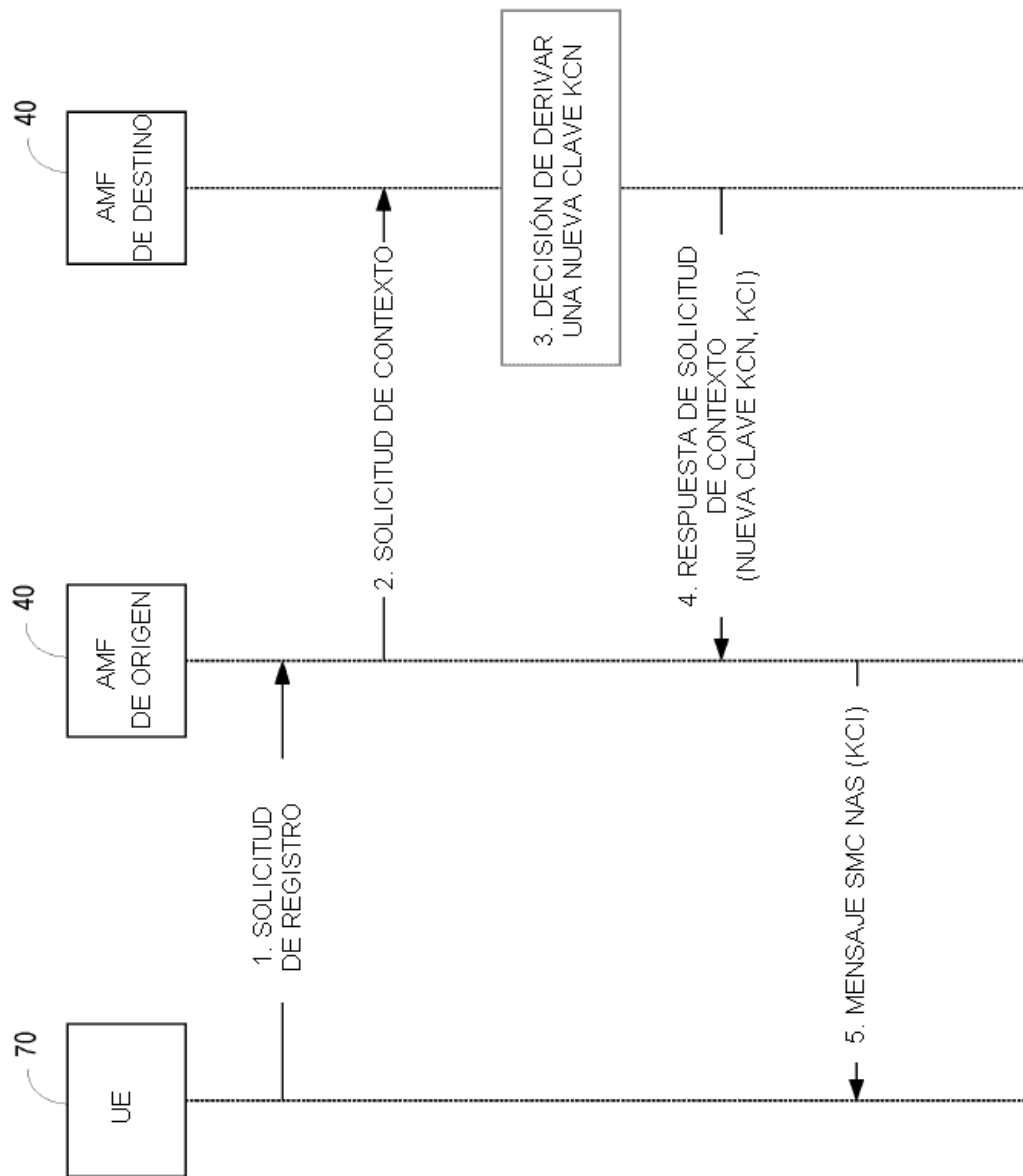 70
UE
40
AMF
DE ORIGEN
40
AMF
DE DESTINO
1. SOLICITUD
DE REGISTRO
2. SOLICITUD DE CONTEXTO
3. DECISIÓN DE DERIVAR
UNA NUEVA CLAVE KCN
4. RESPUESTA DE SOLICITUD
DE CONTEXTO
(NUEVA CLAVE KCN, KCI)
5. MENSAJE SMC NAS (KCI)